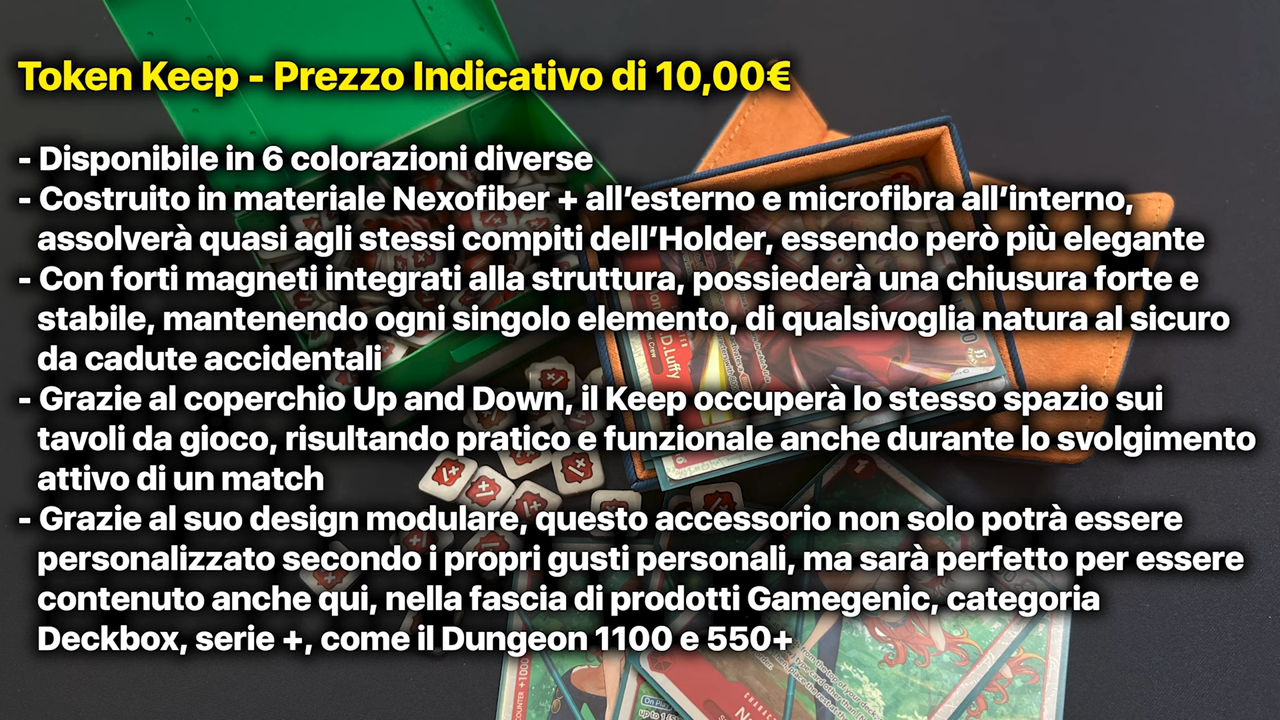 Token Keep - Prezzo Indicativo di 10,00€
- Disponibile in 6 colorazioni diverse
- Costruito in materiale Nexofiber + all’esterno e microfibra all’interno,
assolverà quasi agli stessi compiti dell’Holder, essendo però più elegante
- Con forti magneti integrati alla struttura, possiederà una chiusura forte e
stabile, mantenendo ogni singolo elemento, di qualsivoglia natura al sicuro
da cadute accidentali
- Grazie al coperchio Up and Down, il Keep occuperà lo stesso spazio sui
tavoli da gioco, risultando pratico e funzionale anche durante lo svolgimento
attivo di un match
- Grazie al suo design modulare, questo accessorio non solo potrà essere
personalizzato secondo i propri gusti personali, ma sarà perfetto per essere
contenuto anche qui, nella fascia di prodotti Gamegenic, categoria
Deckbox, serie +, come il Dungeon 1100 e 550+
D.Luffy